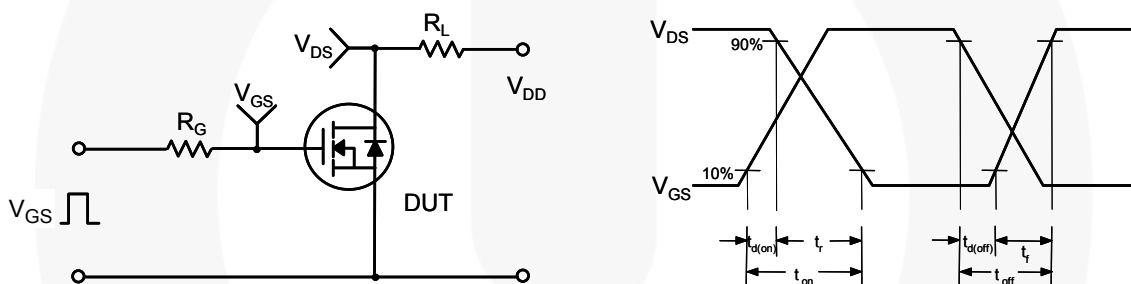 R_L
V_DS
V_DD
V_GS
R_G
DUT
V_GS
V_DS
90%
10%
V_GS
t_d(on)
t_r
t_d(off)
t_f
t_on
t_off